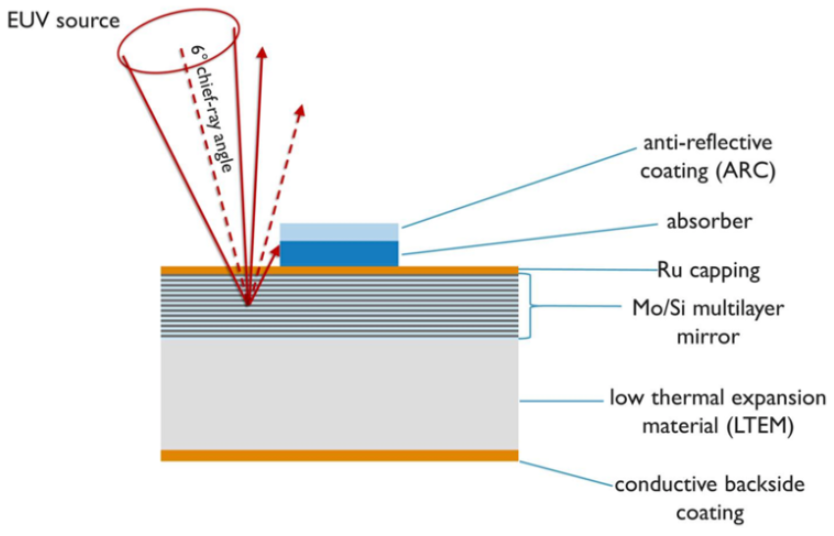 EUV source
6° chief-ray angle
anti-reflective
coating (ARC)
absorber
Ru capping
Mo/Si multilayer
mirror
low thermal expansion
material (LTEM)
conductive backside
coating